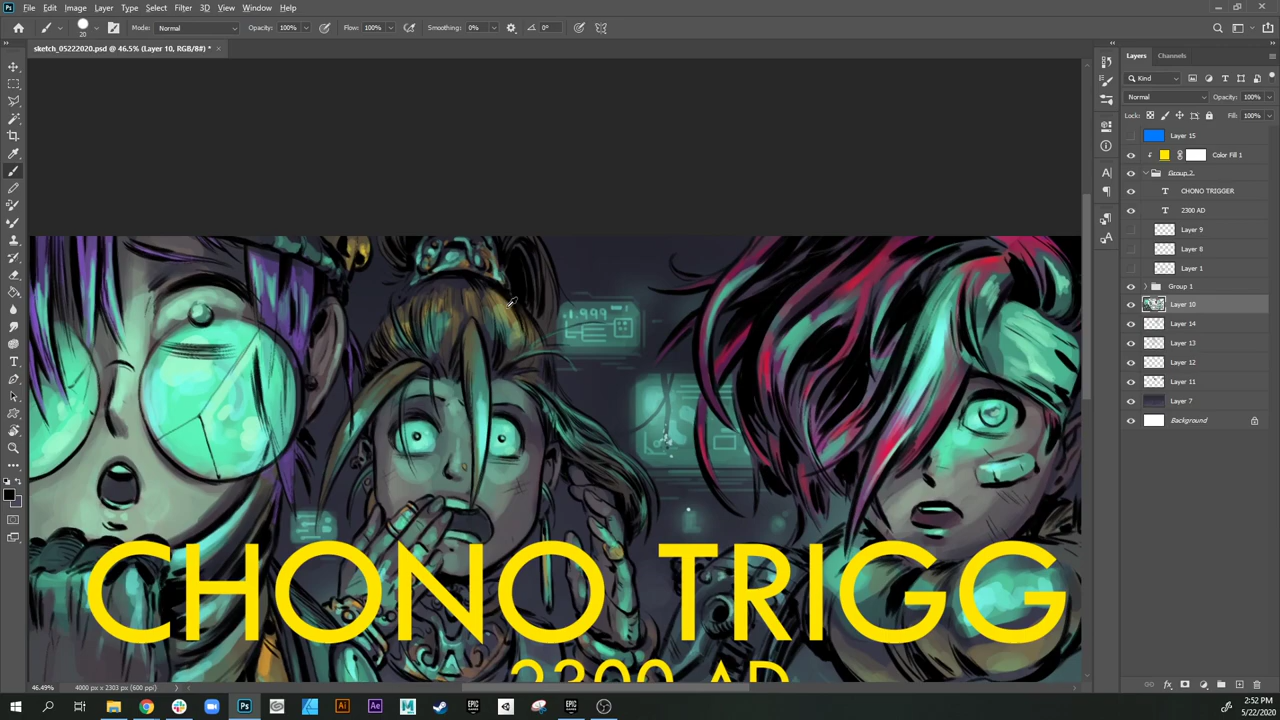 File Edit Image Layer Type Select Filter 3D View Window Help
20 Mode: Normal Opacity: 100% Flow: 100% Smoothing: 0% 0°
sketch_05222020.psd @ 46.5% (Layer 10, RGB/8#) *
Layers Channels
Kind
Normal Opacity: 100%
Lock: Fill: 100%
Layer 15
Color Fill 1
Group 2
T CHONO TRIGGER
T 2300 AD
Layer 9
Layer 8
Layer 1
Group 1
Layer 10
Layer 14
Layer 13
Layer 12
Layer 11
Layer 7
Background
CHONO TRIGG
2300 AD
46.49% 4000 px x 2303 px (600 ppi)
2:52 PM
5/22/2020